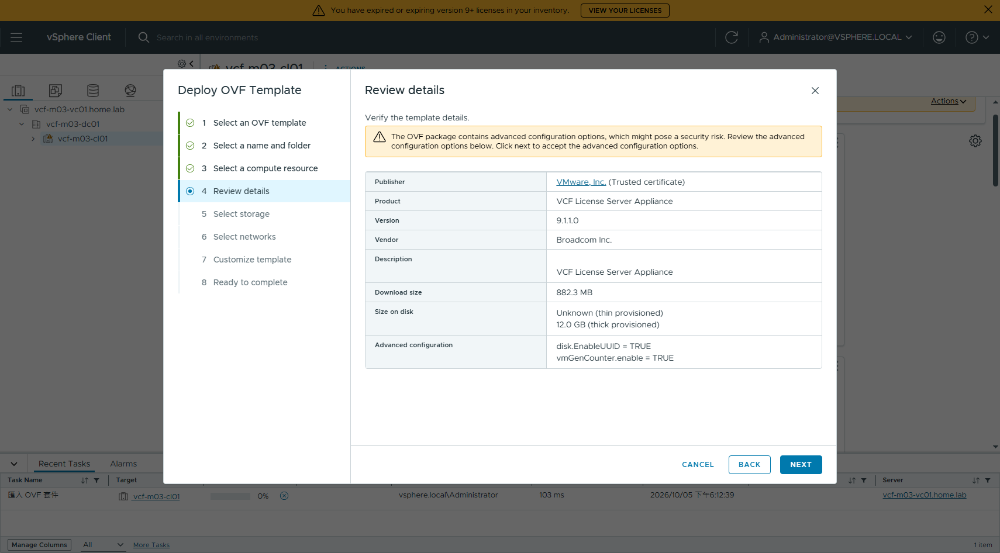 You have expired or expiring version 9+ licenses in your inventory.
VIEW YOUR LICENSES
vSphere Client
Search in all environments
Administrator@VSPHERE.LOCAL
vcf-m03-cl01
ACTIONS
Actions
vcf-m03-vc01.home.lab
vcf-m03-dc01
vcf-m03-cl01
Deploy OVF Template
1 Select an OVF template
2 Select a name and folder
3 Select a compute resource
4 Review details
5 Select storage
6 Select networks
7 Customize template
8 Ready to complete
Review details
Verify the template details.
The OVF package contains advanced configuration options, which might pose a security risk. Review the advanced
configuration options below. Click next to accept the advanced configuration options.
Publisher VMware, Inc. (Trusted certificate)
Product VCF License Server Appliance
Version 9.1.1.0
Vendor Broadcom Inc.
Description
VCF License Server Appliance
Download size 882.3 MB
Size on disk Unknown (thin provisioned)
12.0 GB (thick provisioned)
Advanced configuration disk.EnableUUID = TRUE
vmGenCounter.enable = TRUE
CANCEL BACK NEXT
Recent Tasks Alarms
Task Name Target Server
匯入 OVF 套件 vcf-m03-cl01 0% vsphere.local\Administrator 103 ms 2026/10/05 下午6:12:39 vcf-m03-vc01.home.lab
Manage Columns All More Tasks 1 item